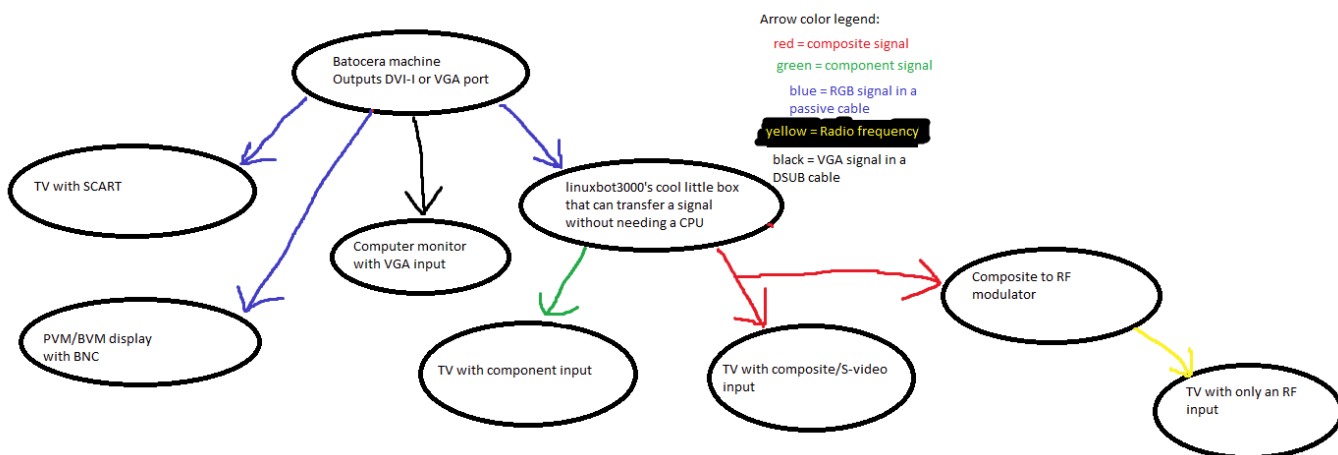 Arrow color legend:
red = composite signal
green = component signal
blue = RGB signal in a
passive cable
yellow = Radio frequency
black = VGA signal in a
DSUB cable
Batocera machine
Outputs DVI-I or VGA port
TV with SCART
linuxbot3000's cool little box
that can transfer a signal
without needing a CPU
Computer monitor
with VGA input
Composite to RF
modulator
PVM/BVM display
with BNC
TV with component input
TV with composite/S-video
input
TV with only an RF
input